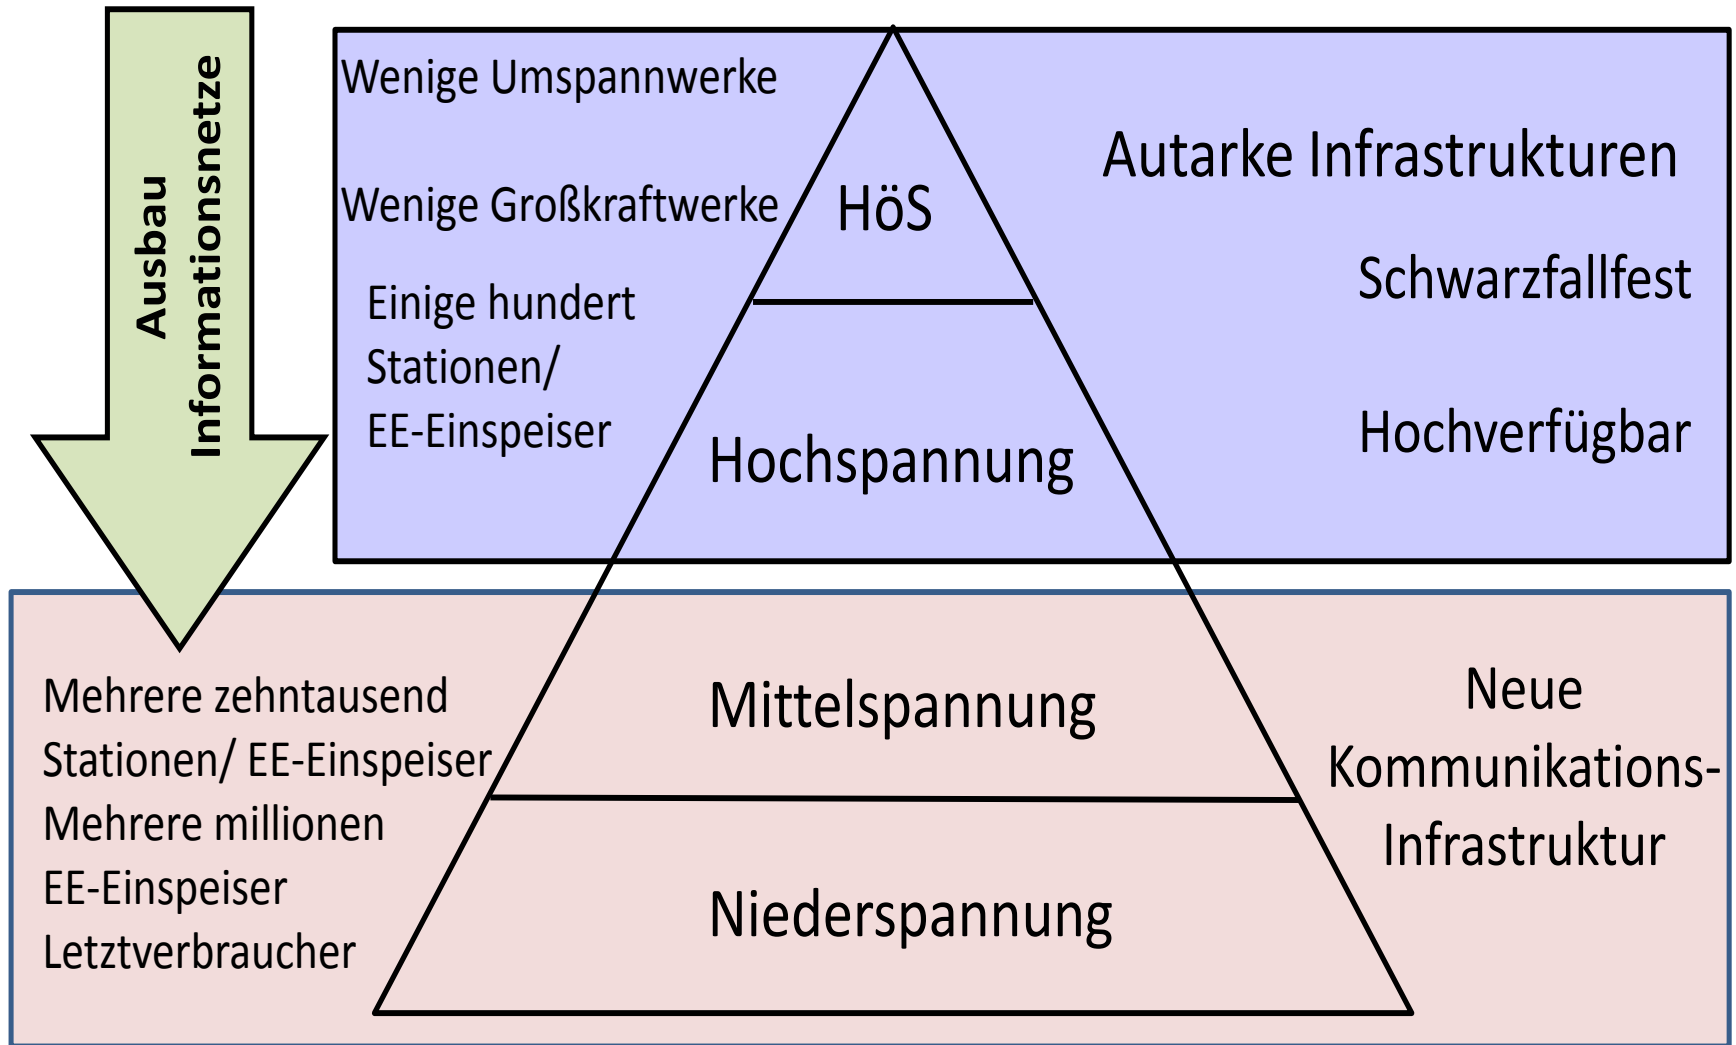 Ausbau
Informationsnetze
Wenige Umspannwerke
Wenige Großkraftwerke
Einige hundert
Stationen/
EE-Einspeiser
HöS
Hochspannung
Autarke Infrastrukturen
Schwarzfallfest
Hochverfügbar
Mehrere zehntausend
Stationen/ EE-Einspeiser
Mehrere millionen
EE-Einspeiser
Letztverbraucher
Mittelspannung
Niederspannung
Neue
Kommunikations-
Infrastruktur